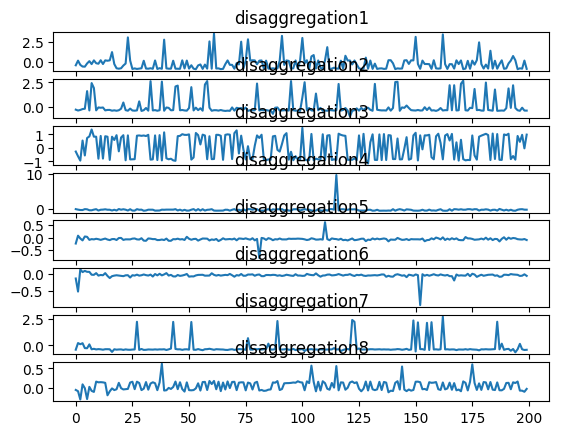 disaggregation1
2.5
0.0
disaggregation2
2.5
0.0
disaggregation3
1
0
−1
disaggregation4
10
0
disaggregation5
0.5
0.0
−0.5
disaggregation6
0.0
−0.5
disaggregation7
2.5
0.0
disaggregation8
0.5
0.0
0 25 50 75 100 125 150 175 200